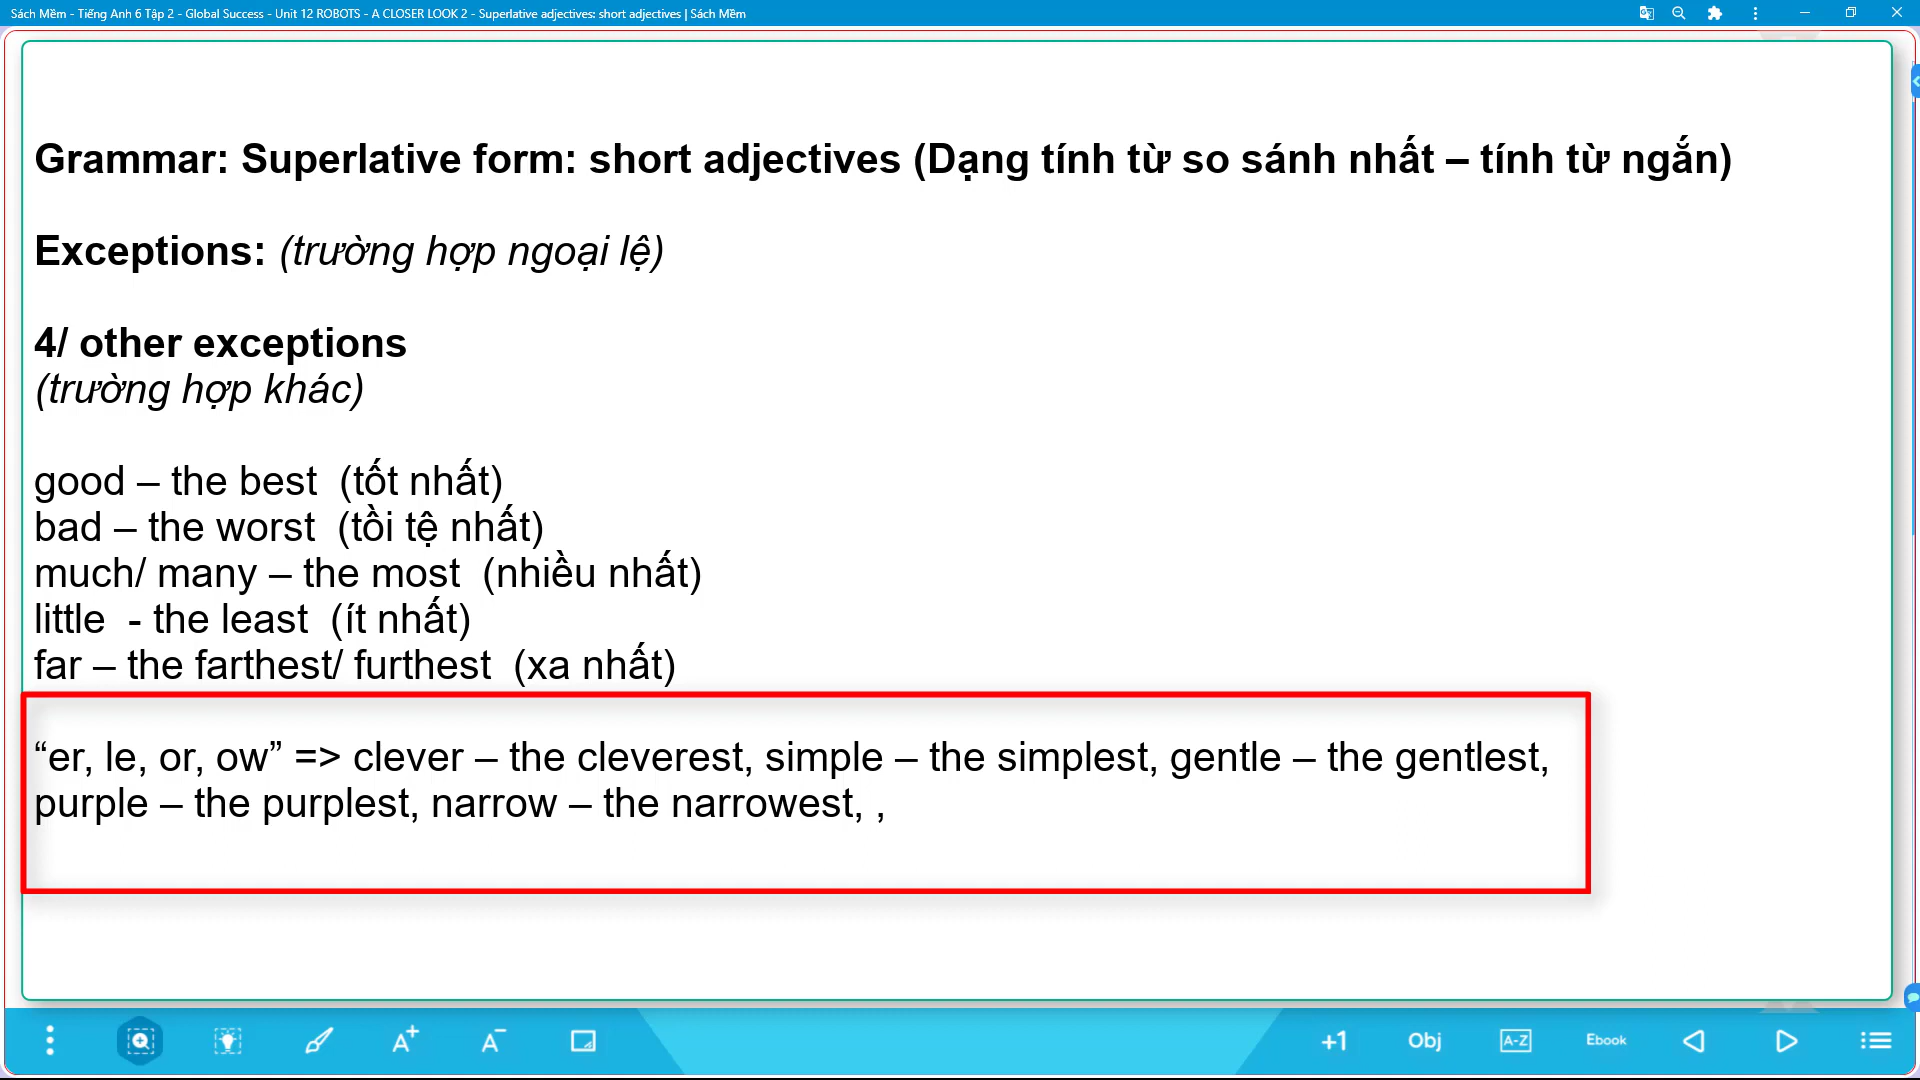 Sách Mềm - Tiếng Anh 6 Tập 2 - Global Success - Unit 12 ROBOTS - A CLOSER LOOK 2 - Superlative adjectives: short adjectives | Sách Mềm
Grammar: Superlative form: short adjectives (Dạng tính từ so sánh nhất – tính từ ngắn)
Exceptions: (trường hợp ngoại lệ)
4/ other exceptions
(trường hợp khác)
good – the best (tốt nhất)
bad – the worst (tồi tệ nhất)
much/ many – the most (nhiều nhất)
little - the least (ít nhất)
far – the farthest/ furthest (xa nhất)
“er, le, or, ow” => clever – the cleverest, simple – the simplest, gentle – the gentlest,
purple – the purplest, narrow – the narrowest, ,
A+ A- +1 Obj A-Z Ebook